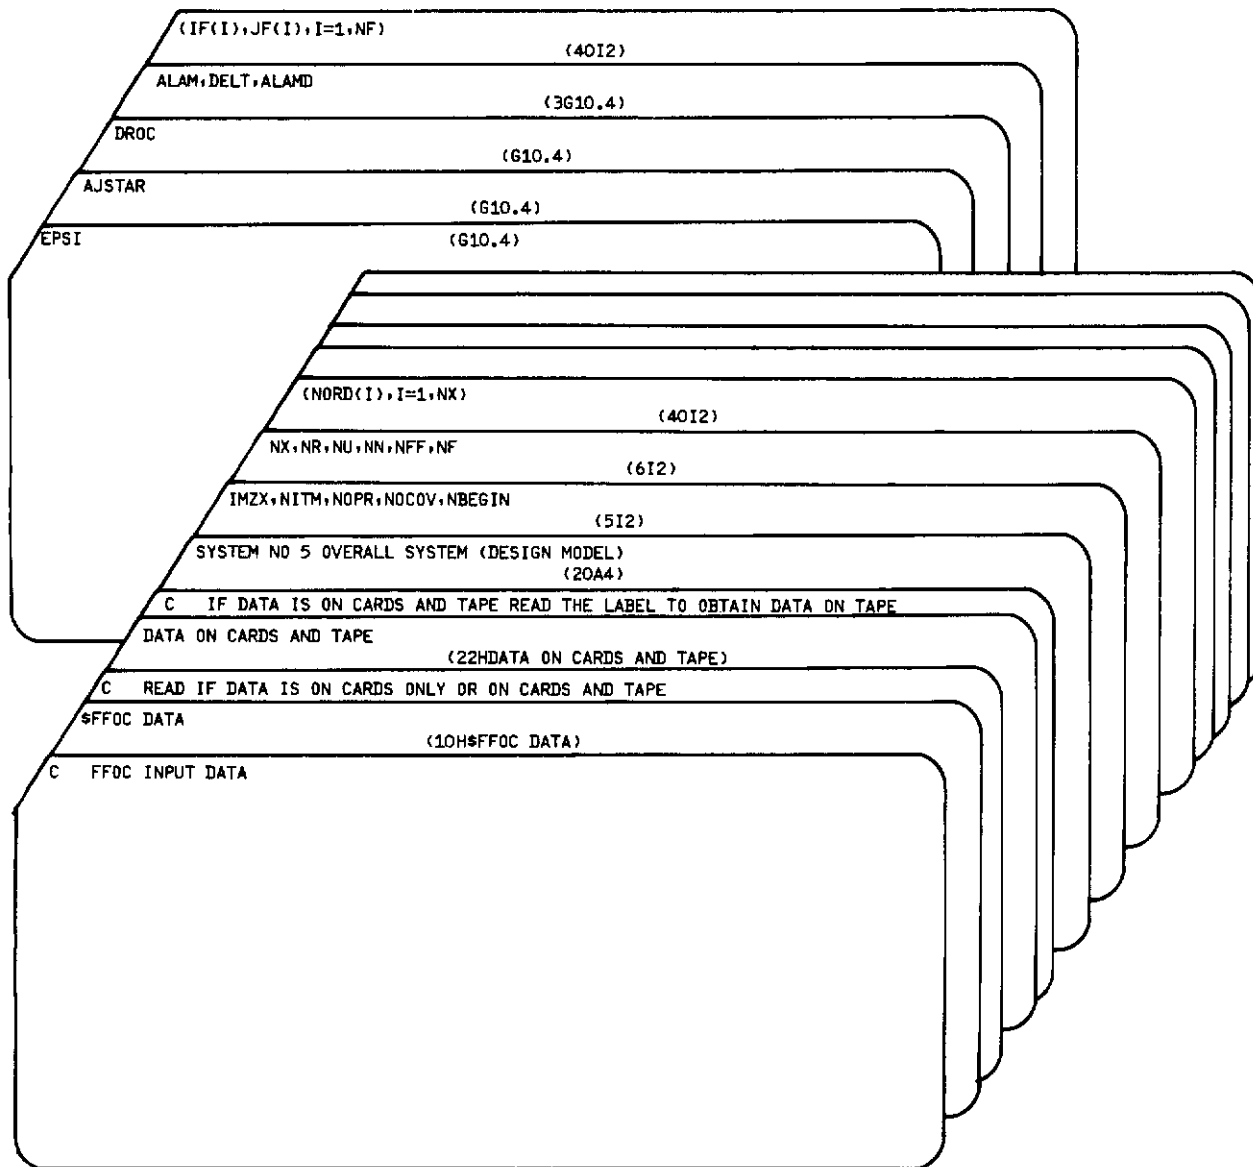 (IF(I),JF(I),I=1,NF)
(40I2)
ALAM,DELT,ALAMD
(3G10.4)
DROC
(G10.4)
AJSTAR
(G10.4)
EPSI
(G10.4)
(NORD(I),I=1,NX)
(40I2)
NX,NR,NU,NN,NFF,NF
(6I2)
IMZX,NITM,NOPR,NOCOV,NBEGIN
(5I2)
SYSTEM NO 5 OVERALL SYSTEM (DESIGN MODEL)
(20A4)
C IF DATA IS ON CARDS AND TAPE READ THE LABEL TO OBTAIN DATA ON TAPE
DATA ON CARDS AND TAPE
(22HDATA ON CARDS AND TAPE)
C READ IF DATA IS ON CARDS ONLY OR ON CARDS AND TAPE
$FFOC DATA
(10H$FFOC DATA)
C FFOC INPUT DATA